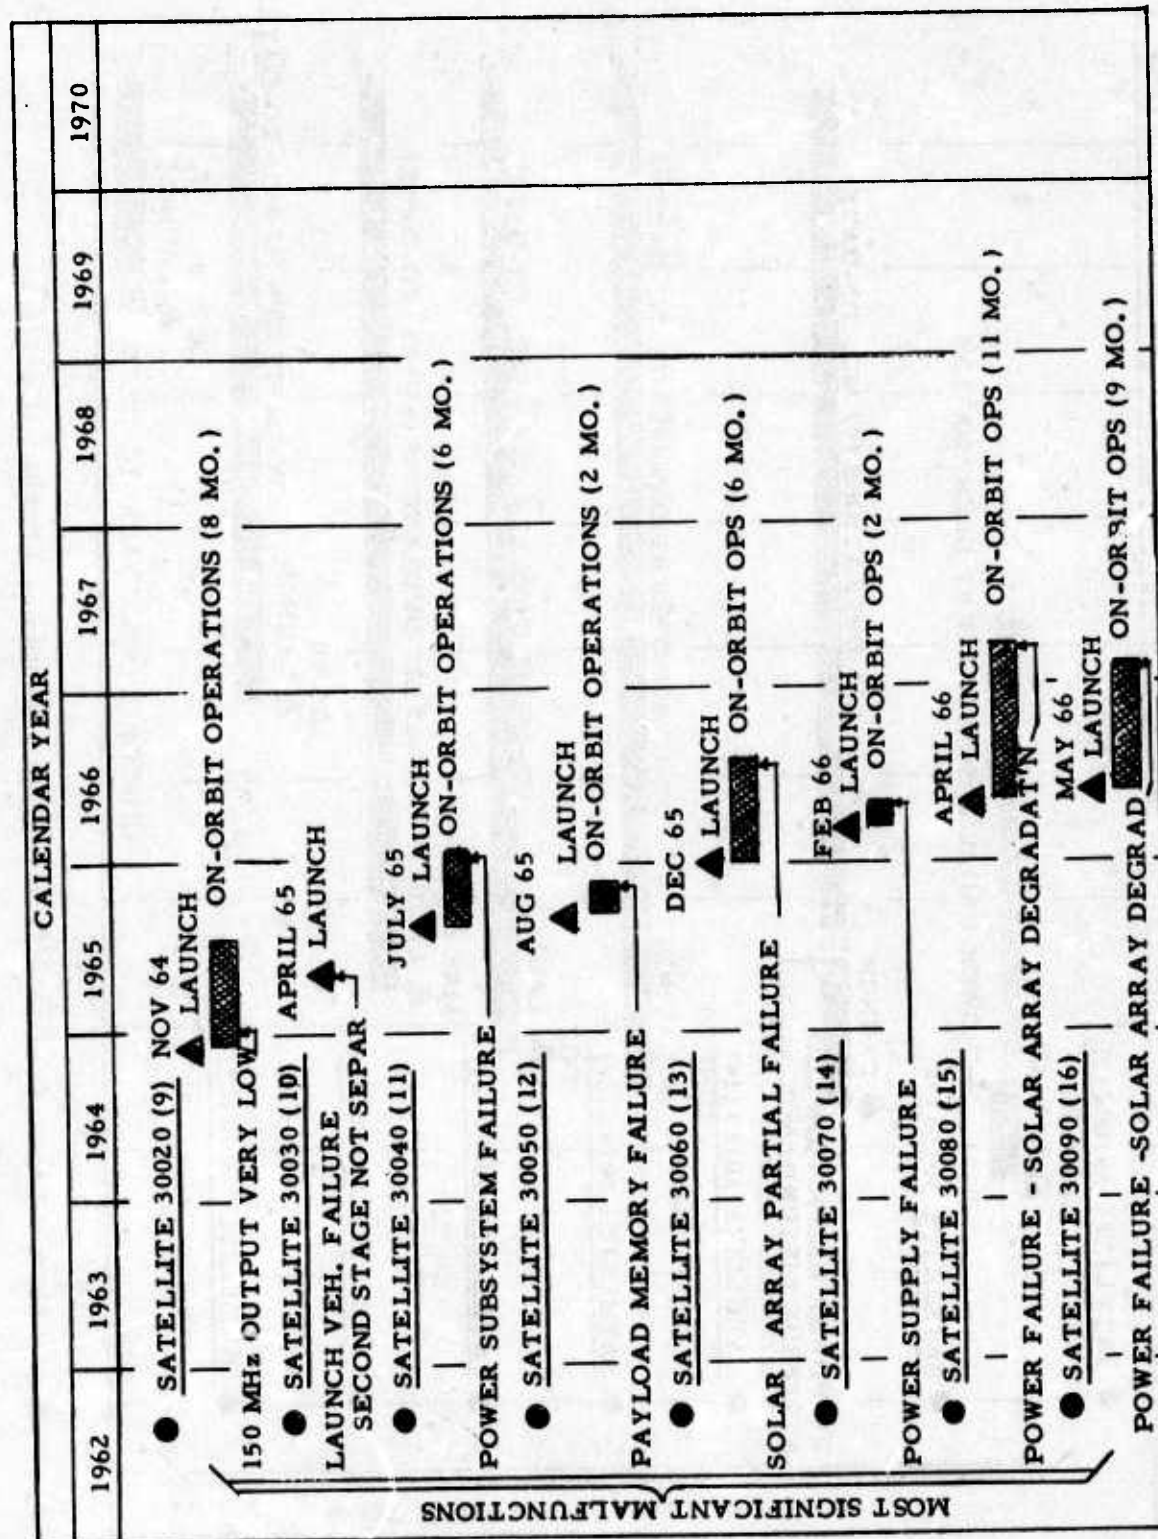 CALENDAR YEAR
1962 1963 1964 1965 1966 1967 1968 1969 1970
MOST SIGNIFICANT MALFUNCTIONS
● SATELLITE 30020 (9) NOV 64
LAUNCH
ON-ORBIT OPERATIONS (8 MO.)
150 MHz OUTPUT VERY LOW
● SATELLITE 30030 (10) APRIL 65
LAUNCH
LAUNCH VEH. FAILURE
SECOND STAGE NOT SEPAR
● SATELLITE 30040 (11) JULY 65
LAUNCH
ON-ORBIT OPERATIONS (6 MO.)
POWER SUBSYSTEM FAILURE
● SATELLITE 30050 (12) AUG 65
LAUNCH
ON-ORBIT OPERATIONS (2 MO.)
PAYLOAD MEMORY FAILURE
● SATELLITE 30060 (13) DEC 65
LAUNCH
ON-ORBIT OPS (6 MO.)
SOLAR ARRAY PARTIAL FAILURE
● SATELLITE 30070 (14) FEB 66
LAUNCH
ON-ORBIT OPS (2 MO.)
POWER SUPPLY FAILURE
● SATELLITE 30080 (15) APRIL 66
LAUNCH
ON-ORBIT OPS (11 MO.)
POWER FAILURE - SOLAR ARRAY DEGRADAT'N
● SATELLITE 30090 (16) MAY 66'
LAUNCH
ON-ORBIT OPS (9 MO.)
POWER FAILURE -SOLAR ARRAY DEGRAD